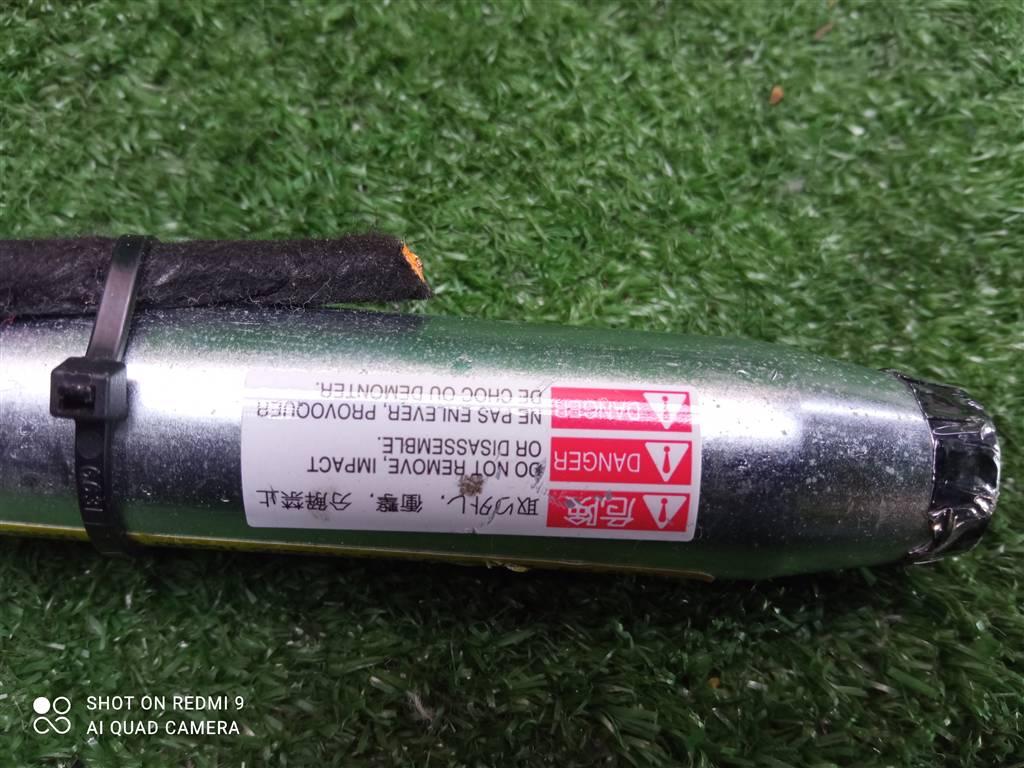 危険
取り外し, 衝撃, 分解禁止
DANGER
DO NOT REMOVE, IMPACT
OR DISASSEMBLE.
DANGER
NE PAS ENLEVER, PROVOQUER
DE CHOC OU DEMONTER.
SHOT ON REDMI 9
AI QUAD CAMERA